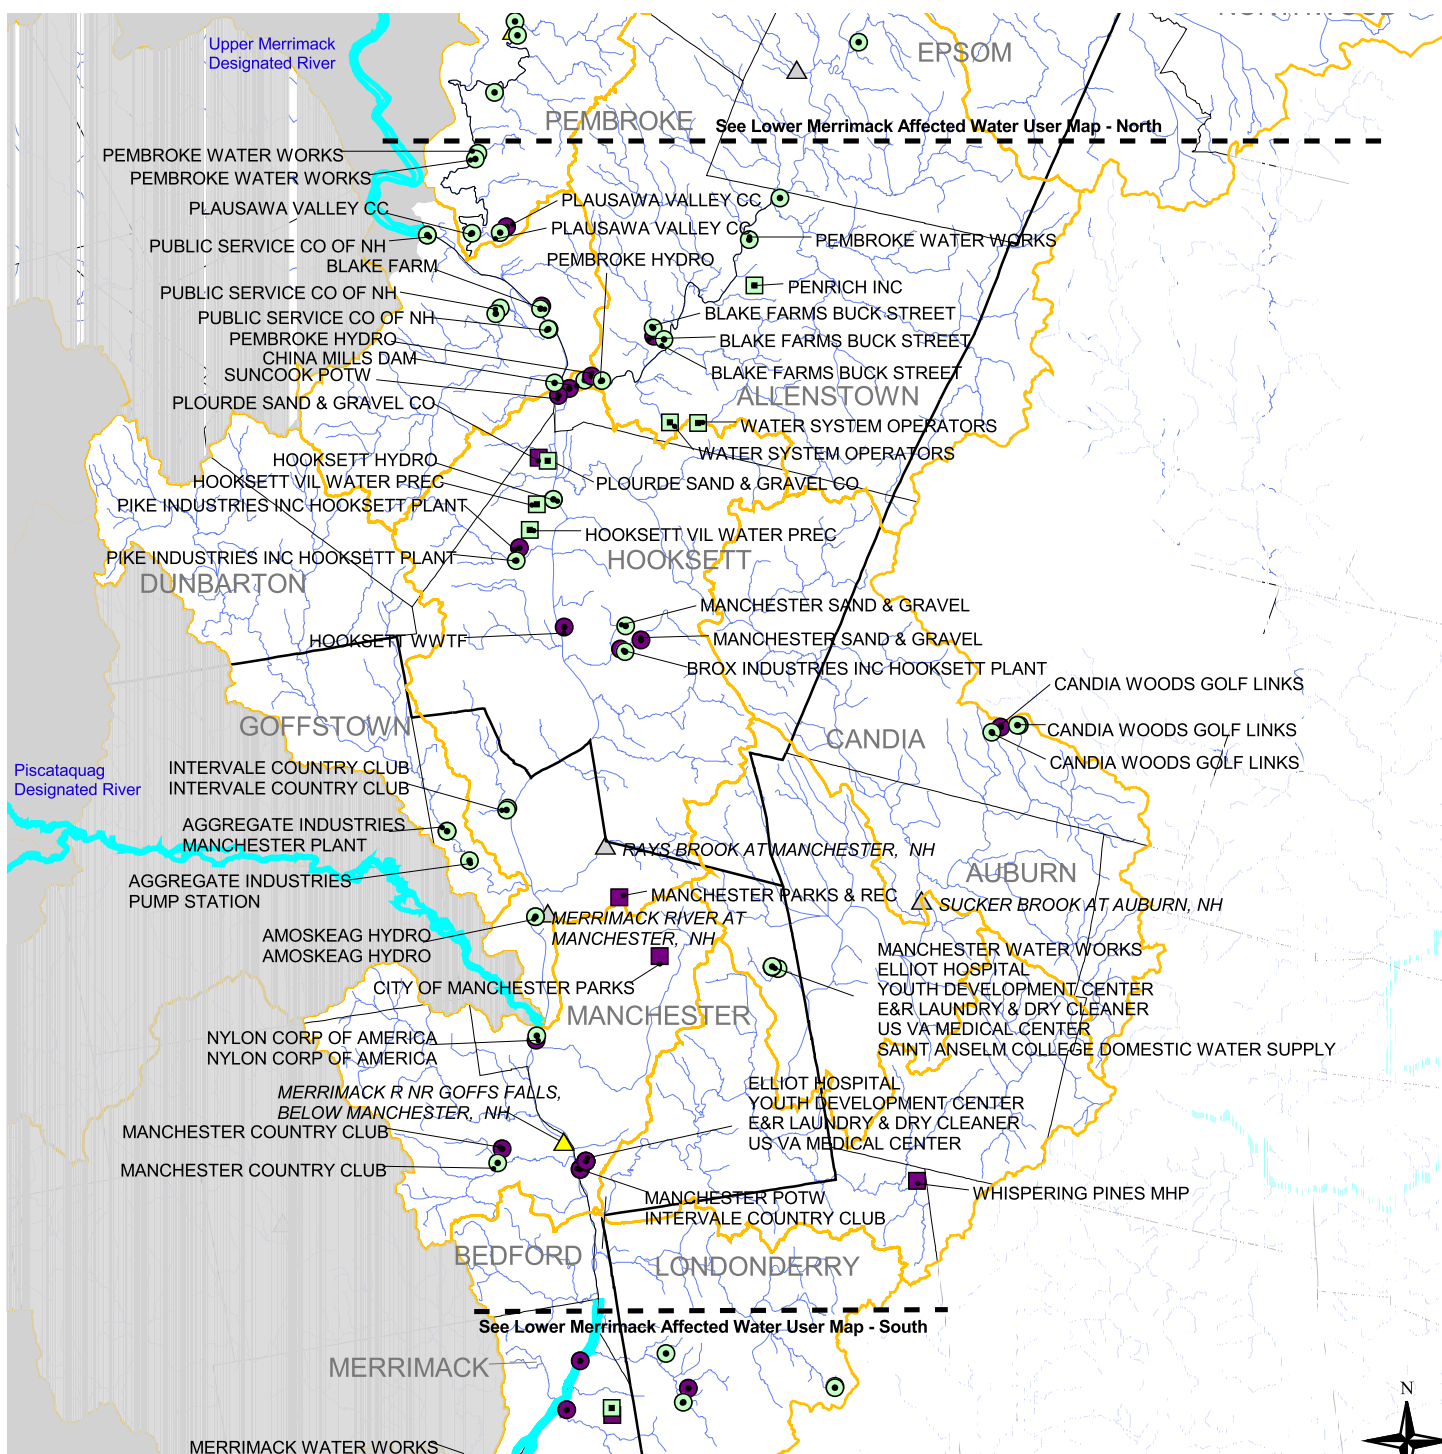 Upper Merrimack
Designated River
EPSOM
PEMBROKE
See Lower Merrimack Affected Water User Map - North
PEMBROKE WATER WORKS
PEMBROKE WATER WORKS
PLAUSAWA VALLEY CC
PLAUSAWA VALLEY CC
PLAUSAWA VALLEY CC
PUBLIC SERVICE CO OF NH
PEMBROKE WATER WORKS
BLAKE FARM
PEMBROKE HYDRO
PENRICH INC
PUBLIC SERVICE CO OF NH
PUBLIC SERVICE CO OF NH
BLAKE FARMS BUCK STREET
PEMBROKE HYDRO
BLAKE FARMS BUCK STREET
CHINA MILLS DAM
SUNCOOK POTW
BLAKE FARMS BUCK STREET
ALLENSTOWN
PLOURDE SAND & GRAVEL CO
WATER SYSTEM OPERATORS
WATER SYSTEM OPERATORS
HOOKSETT HYDRO
HOOKSETT VIL WATER PREC
PLOURDE SAND & GRAVEL CO
PIKE INDUSTRIES INC HOOKSETT PLANT
HOOKSETT VIL WATER PREC
PIKE INDUSTRIES INC HOOKSETT PLANT
HOOKSETT
DUNBARTON
MANCHESTER SAND & GRAVEL
HOOKSETT WWTF
MANCHESTER SAND & GRAVEL
BROX INDUSTRIES INC HOOKSETT PLANT
CANDIA WOODS GOLF LINKS
GOFFSTOWN
CANDIA
CANDIA WOODS GOLF LINKS
CANDIA WOODS GOLF LINKS
Piscataquag
Designated River
INTERVALE COUNTRY CLUB
INTERVALE COUNTRY CLUB
AGGREGATE INDUSTRIES
MANCHESTER PLANT
RAYS BROOK AT MANCHESTER, NH
AUBURN
AGGREGATE INDUSTRIES
PUMP STATION
MANCHESTER PARKS & REC
SUCKER BROOK AT AUBURN, NH
MERRIMACK RIVER AT
MANCHESTER, NH
AMOSKEAG HYDRO
AMOSKEAG HYDRO
MANCHESTER WATER WORKS
ELLIOT HOSPITAL
YOUTH DEVELOPMENT CENTER
E&R LAUNDRY & DRY CLEANER
US VA MEDICAL CENTER
SAINT ANSELM COLLEGE DOMESTIC WATER SUPPLY
CITY OF MANCHESTER PARKS
MANCHESTER
NYLON CORP OF AMERICA
NYLON CORP OF AMERICA
ELLIOT HOSPITAL
YOUTH DEVELOPMENT CENTER
E&R LAUNDRY & DRY CLEANER
US VA MEDICAL CENTER
MERRIMACK R NR GOFFS FALLS,
BELOW MANCHESTER, NH
MANCHESTER COUNTRY CLUB
MANCHESTER COUNTRY CLUB
WHISPERING PINES MHP
MANCHESTER POTW
INTERVALE COUNTRY CLUB
BEDFORD
LONDONDERRY
See Lower Merrimack Affected Water User Map - South
MERRIMACK
N
MERRIMACK WATER WORKS